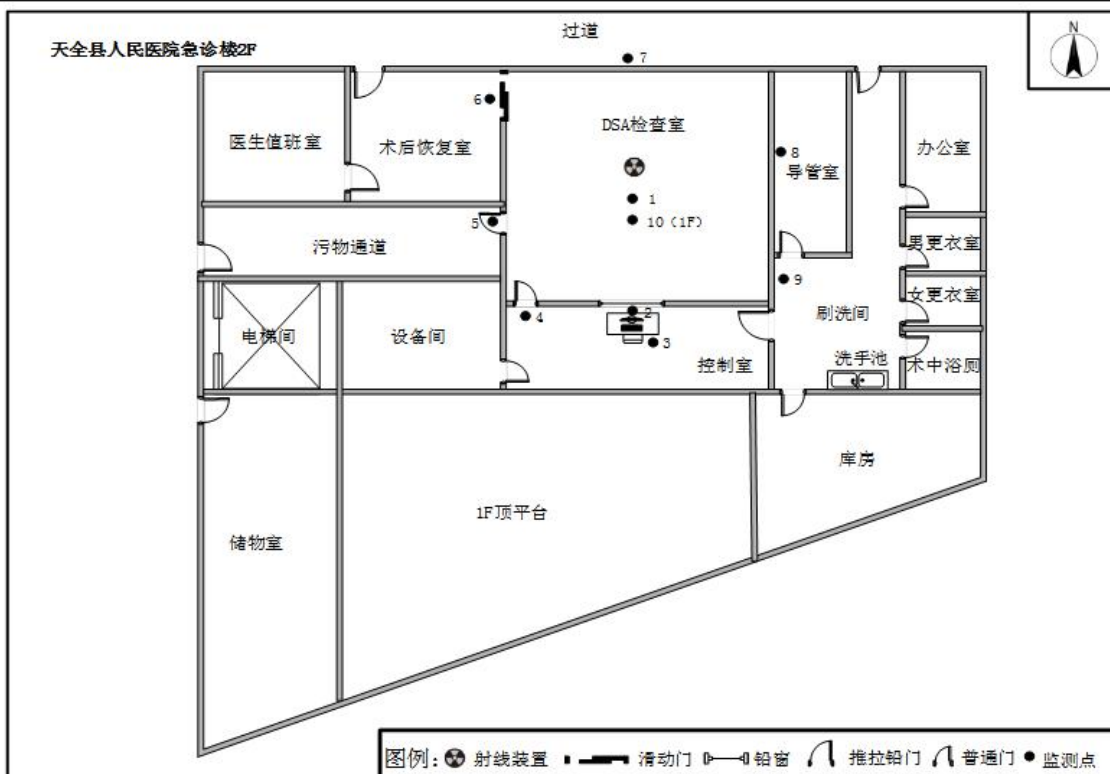 过道
N
天全县人民医院急诊楼2F
7
6
DSA检查室
医生值班室
术后恢复室
8
导管室
办公室
1
10（1F）
5
污物通道
男更衣室
9
女更衣室
4
2
刷洗间
电梯间
设备间
3
控制室
洗手池
术中浴厕
库房
1F顶平台
储物室
图例：
射线装置
滑动门
铅窗
推拉铅门
普通门
监测点